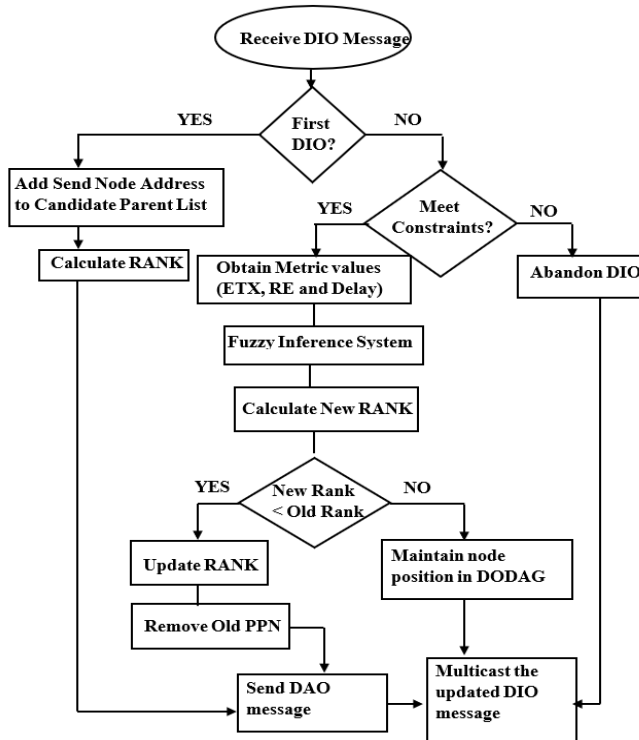 Receive DIO Message
YES
First
DIO?
NO
Add Send Node Address
to Candidate Parent List
Calculate RANK
YES
Meet
Constraints?
NO
Obtain Metric values
(ETX, RE and Delay)
Abandon DIO
Fuzzy Inference System
Calculate New RANK
YES
New Rank
< Old Rank
NO
Update RANK
Maintain node
position in DODAG
Remove Old PPN
Send DAO
message
Multicast the
updated DIO
message